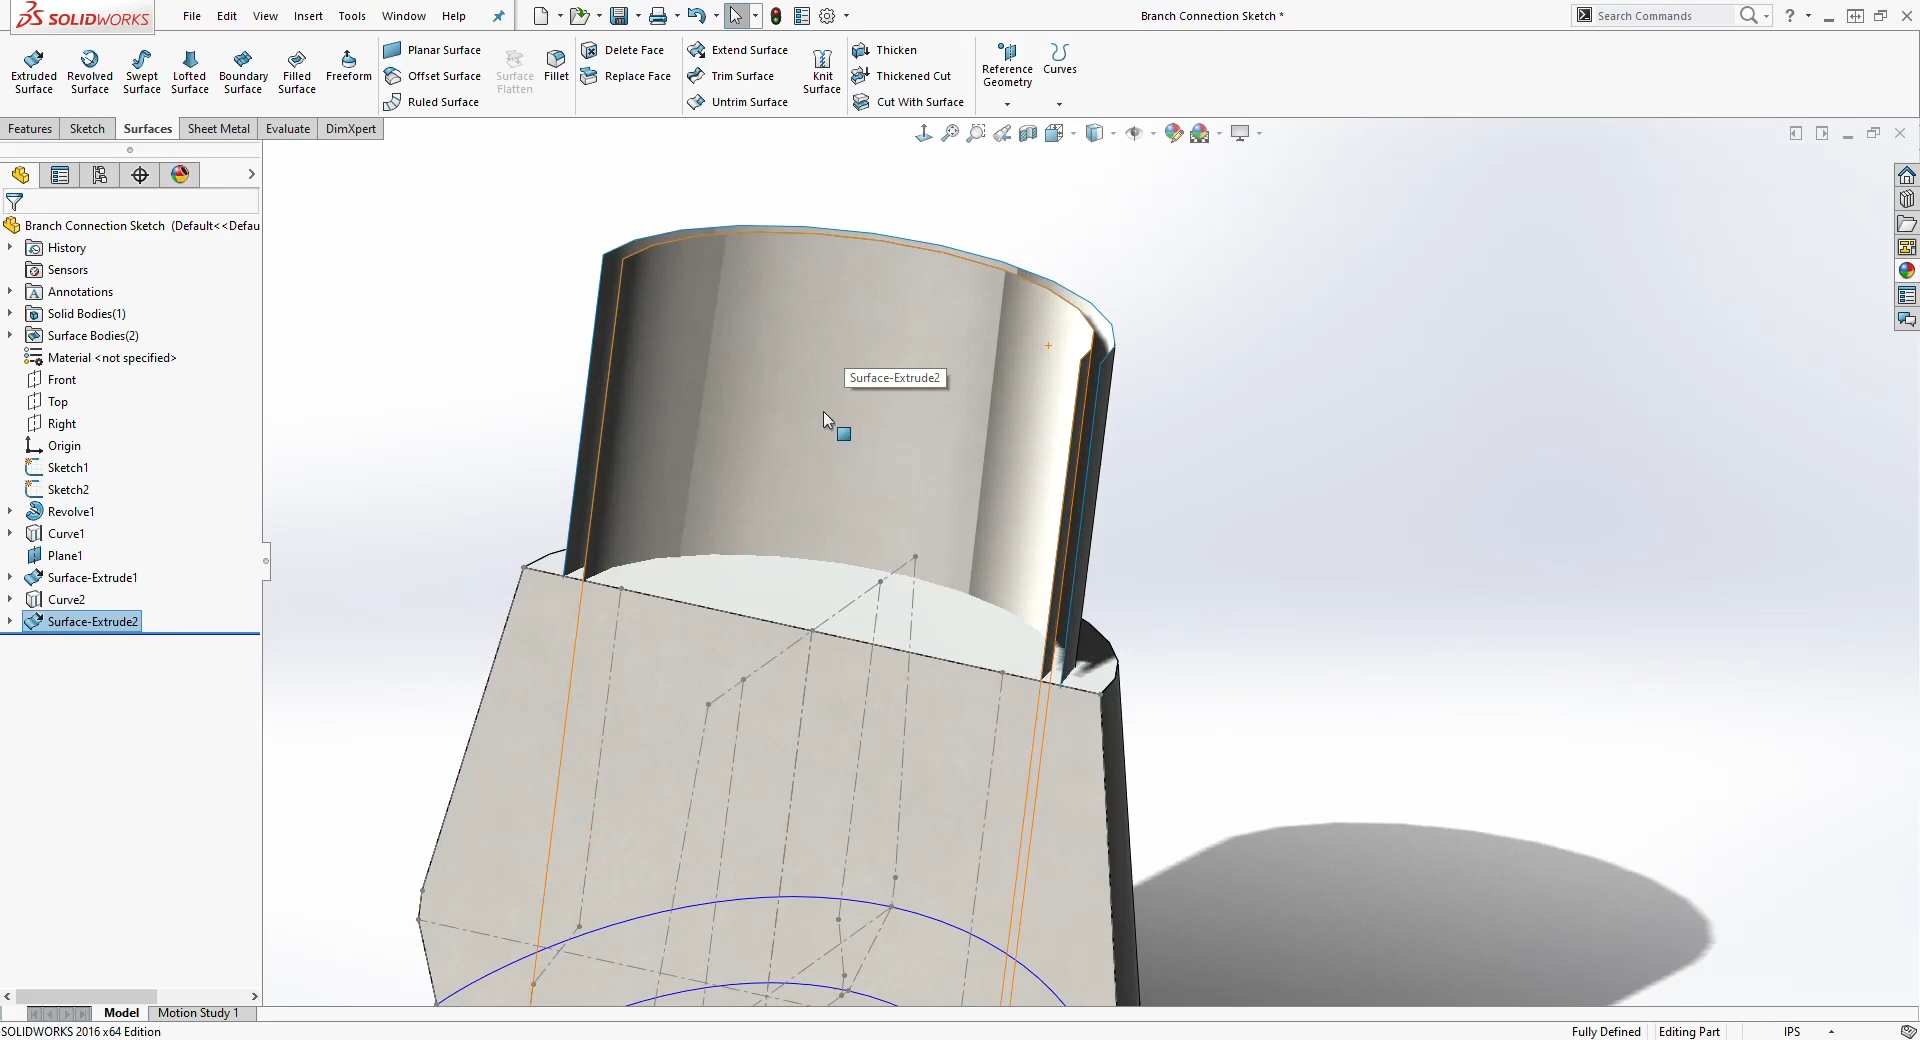 SOLIDWORKS
File Edit View Insert Tools Window Help
Branch Connection Sketch *
Search Commands
Extruded Surface
Revolved Surface
Swept Surface
Lofted Surface
Boundary Surface
Filled Surface
Freeform
Planar Surface
Offset Surface
Ruled Surface
Surface Flatten
Fillet
Delete Face
Replace Face
Extend Surface
Trim Surface
Untrim Surface
Knit Surface
Thicken
Thickened Cut
Cut With Surface
Reference Geometry
Curves
Features Sketch Surfaces Sheet Metal Evaluate DimXpert
Branch Connection Sketch (Default<<Defau
History
Sensors
Annotations
Solid Bodies(1)
Surface Bodies(2)
Material <not specified>
Front
Top
Right
Origin
Sketch1
Sketch2
Revolve1
Curve1
Plane1
Surface-Extrude1
Curve2
Surface-Extrude2
Surface-Extrude2
Model Motion Study 1
SOLIDWORKS 2016 x64 Edition
Fully Defined Editing Part IPS